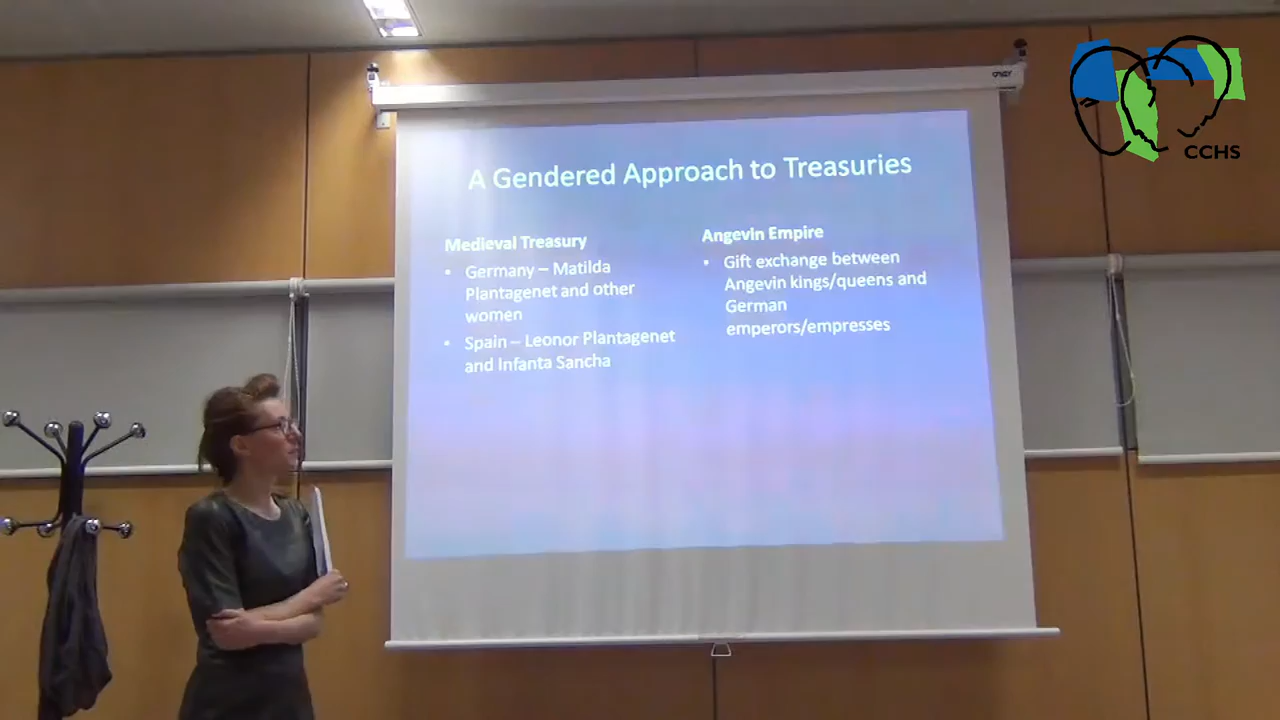 A Gendered Approach to Treasuries
Medieval Treasury
• Germany – Matilda
Plantagenet and other
women
• Spain – Leonor Plantagenet
and Infanta Sancha
Angevin Empire
• Gift exchange between
Angevin kings/queens and
German
emperors/empresses
CCHS